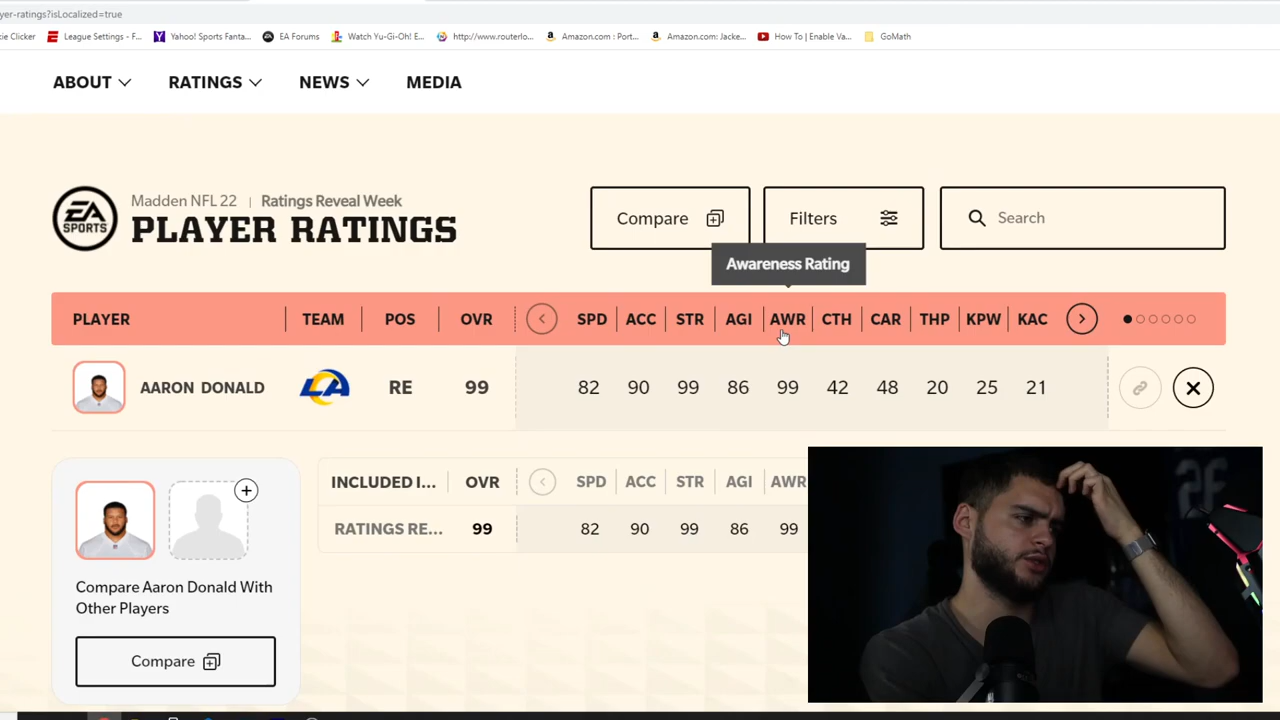 yer-ratings?isLocalized=true
kie Clicker League Settings - F... Yahoo! Sports Fanta... EA Forums Watch Yu-Gi-Oh! E... http://www.routerlo... Amazon.com : Port... Amazon.com: Jacke... How To | Enable Va... GoMath
ABOUT RATINGS NEWS MEDIA
EA SPORTS
Madden NFL 22 | Ratings Reveal Week
PLAYER RATINGS
Compare Filters Search
Awareness Rating
PLAYER TEAM POS OVR SPD ACC STR AGI AWR CTH CAR THP KPW KAC
AARON DONALD RE 99 82 90 99 86 99 42 48 20 25 21
INCLUDED I... OVR SPD ACC STR AGI AWR
RATINGS RE... 99 82 90 99 86 99
Compare Aaron Donald With
Other Players
Compare